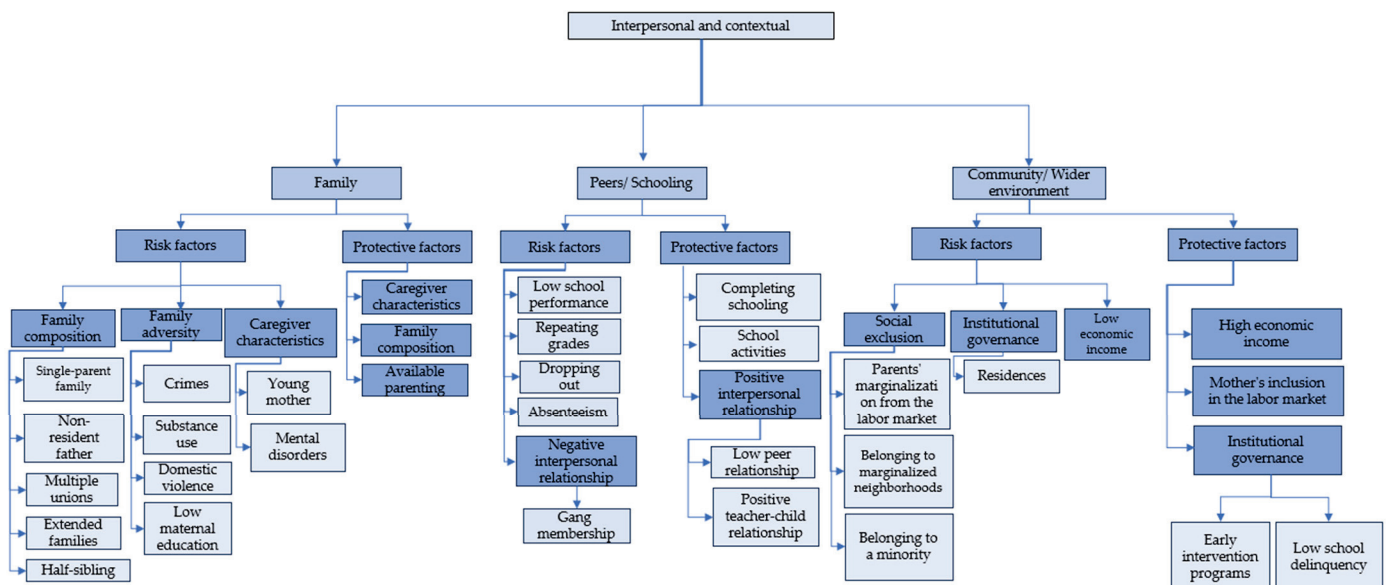 Interpersonal and contextual
Family
Peers/ Schooling
Community/ Wider
environment
Risk factors
Protective factors
Risk factors
Protective factors
Risk factors
Protective factors
Family
composition
Single-parent
family
Non-
resident
father
Multiple
unions
Extended
families
Half-sibling
Family
adversity
Crimes
Substance
use
Domestic
violence
Low
maternal
education
Caregiver
characteristics
Young
mother
Mental
disorders
Caregiver
characteristics
Family
composition
Available
parenting
Low school
performance
Repeating
grades
Dropping
out
Absenteeism
Negative
interpersonal
relationship
Gang
membership
Completing
schooling
School
activities
Positive
interpersonal
relationship
Low peer
relationship
Positive
teacher-child
relationship
Social
exclusion
Parents'
marginalizati
on from the
labor market
Belonging to
marginalized
neighborhoods
Belonging to
a minority
Institutional
governance
Residences
Low
economic
income
High economic
income
Mother's inclusion
in the labor market
Institutional
governance
Early
intervention
programs
Low school
delinquency